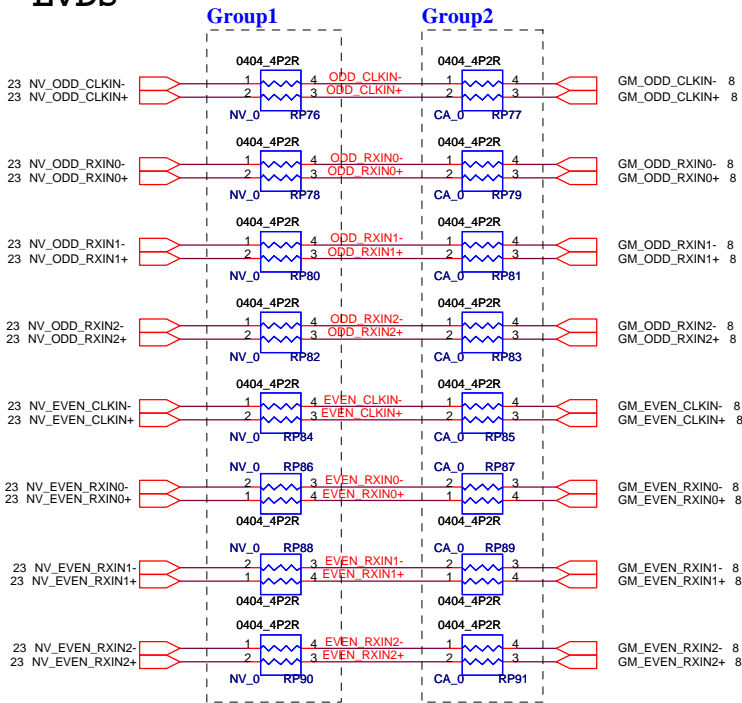 LVDS
Group1 Group2
0404_4P2R 0404_4P2R
23 NV_ODD_CLKIN- 1 4 ODD_CLKIN- 1 4 GM_ODD_CLKIN- 8
23 NV_ODD_CLKIN+ 2 3 ODD_CLKIN+ 2 3 GM_ODD_CLKIN+ 8
NV_0 RP76 CA_0 RP77
0404_4P2R 0404_4P2R
23 NV_ODD_RXIN0- 1 4 ODD_RXIN0- 1 4 GM_ODD_RXIN0- 8
23 NV_ODD_RXIN0+ 2 3 ODD_RXIN0+ 2 3 GM_ODD_RXIN0+ 8
NV_0 RP78 CA_0 RP79
0404_4P2R 0404_4P2R
23 NV_ODD_RXIN1- 1 4 ODD_RXIN1- 1 4 GM_ODD_RXIN1- 8
23 NV_ODD_RXIN1+ 2 3 ODD_RXIN1+ 2 3 GM_ODD_RXIN1+ 8
NV_0 RP80 CA_0 RP81
0404_4P2R 0404_4P2R
23 NV_ODD_RXIN2- 1 4 ODD_RXIN2- 1 4 GM_ODD_RXIN2- 8
23 NV_ODD_RXIN2+ 2 3 ODD_RXIN2+ 2 3 GM_ODD_RXIN2+ 8
NV_0 RP82 CA_0 RP83
0404_4P2R 0404_4P2R
23 NV_EVEN_CLKIN- 1 4 EVEN_CLKIN- 1 4 GM_EVEN_CLKIN- 8
23 NV_EVEN_CLKIN+ 2 3 EVEN_CLKIN+ 2 3 GM_EVEN_CLKIN+ 8
NV_0 RP84 CA_0 RP85
NV_0 RP86 CA_0 RP87
23 NV_EVEN_RXIN0- 2 3 EVEN_RXIN0- 2 3 GM_EVEN_RXIN0- 8
23 NV_EVEN_RXIN0+ 1 4 EVEN_RXIN0+ 1 4 GM_EVEN_RXIN0+ 8
0404_4P2R 0404_4P2R
NV_0 RP88 CA_0 RP89
23 NV_EVEN_RXIN1- 2 3 EVEN_RXIN1- 2 3 GM_EVEN_RXIN1- 8
23 NV_EVEN_RXIN1+ 1 4 EVEN_RXIN1+ 1 4 GM_EVEN_RXIN1+ 8
0404_4P2R 0404_4P2R
0404_4P2R 0404_4P2R
23 NV_EVEN_RXIN2- 1 4 EVEN_RXIN2- 1 4 GM_EVEN_RXIN2- 8
23 NV_EVEN_RXIN2+ 2 3 EVEN_RXIN2+ 2 3 GM_EVEN_RXIN2+ 8
NV_0 RP90 CA_0 RP91